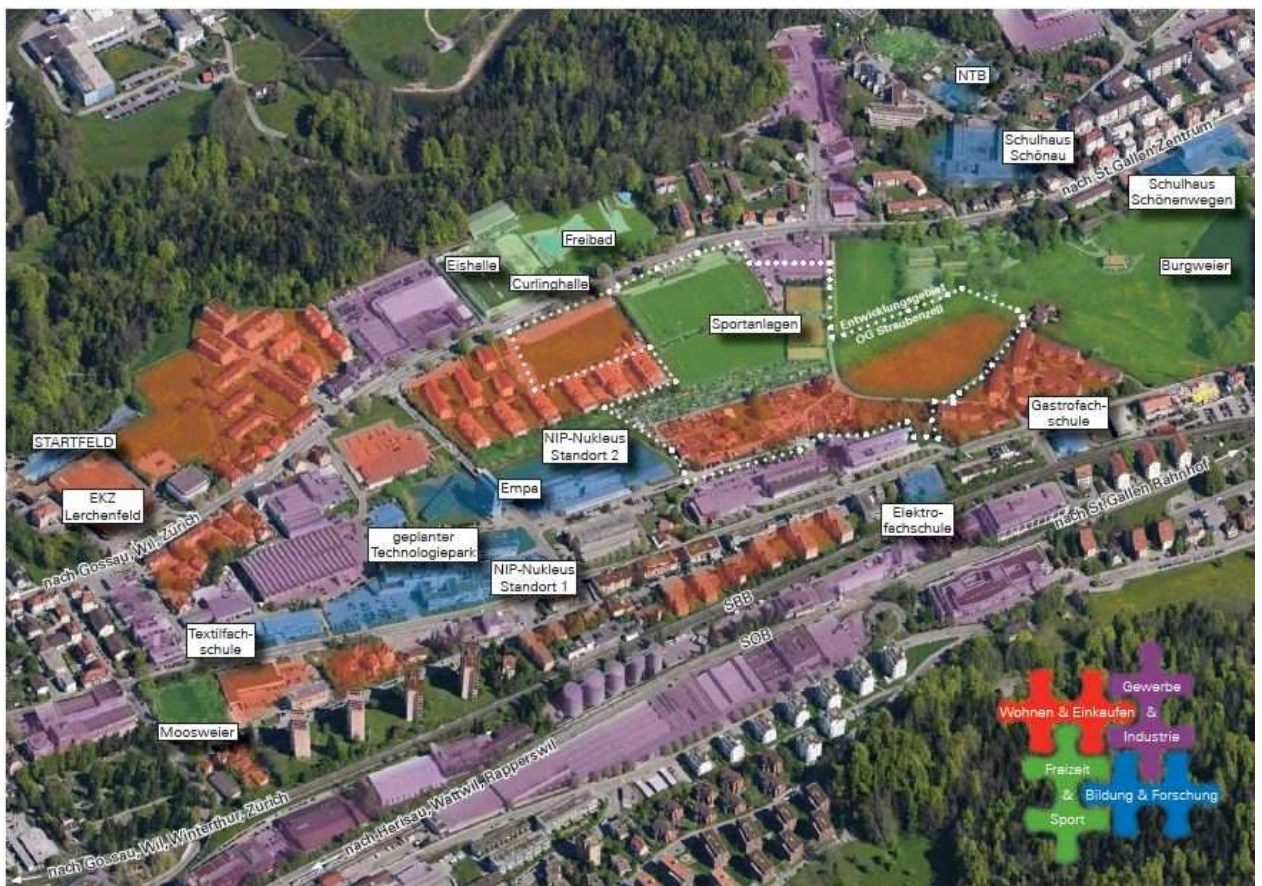 NTB
Schulhaus
Schönau
nach St.Gallen Zentrum
Schulhaus
Schönenwegen
Freibad
Eishalle
Curlinghalle
Burgweier
Sportanlagen
Entwicklungsgebiet
OG Straubenzell
STARTFELD
EKZ
Lerchenfeld
NIP-Nukleus
Standort 2
Gastrofach-
schule
Empa
Elektro-
fachschule
nach St.Gallen Bahnhof
geplanter
Technologiepark
NIP-Nukleus
Standort 1
nach Gossau, Wil, Zürich
Textilfach-
schule
SBB
SOB
Moosweier
nach Gossau, Wil, Winterthur, Zürich
nach Herisau, Wattwil, Rapperswil
Wohnen & Einkaufen
Gewerbe
&
Industrie
Freizeit
&
Sport
Bildung & Forschung